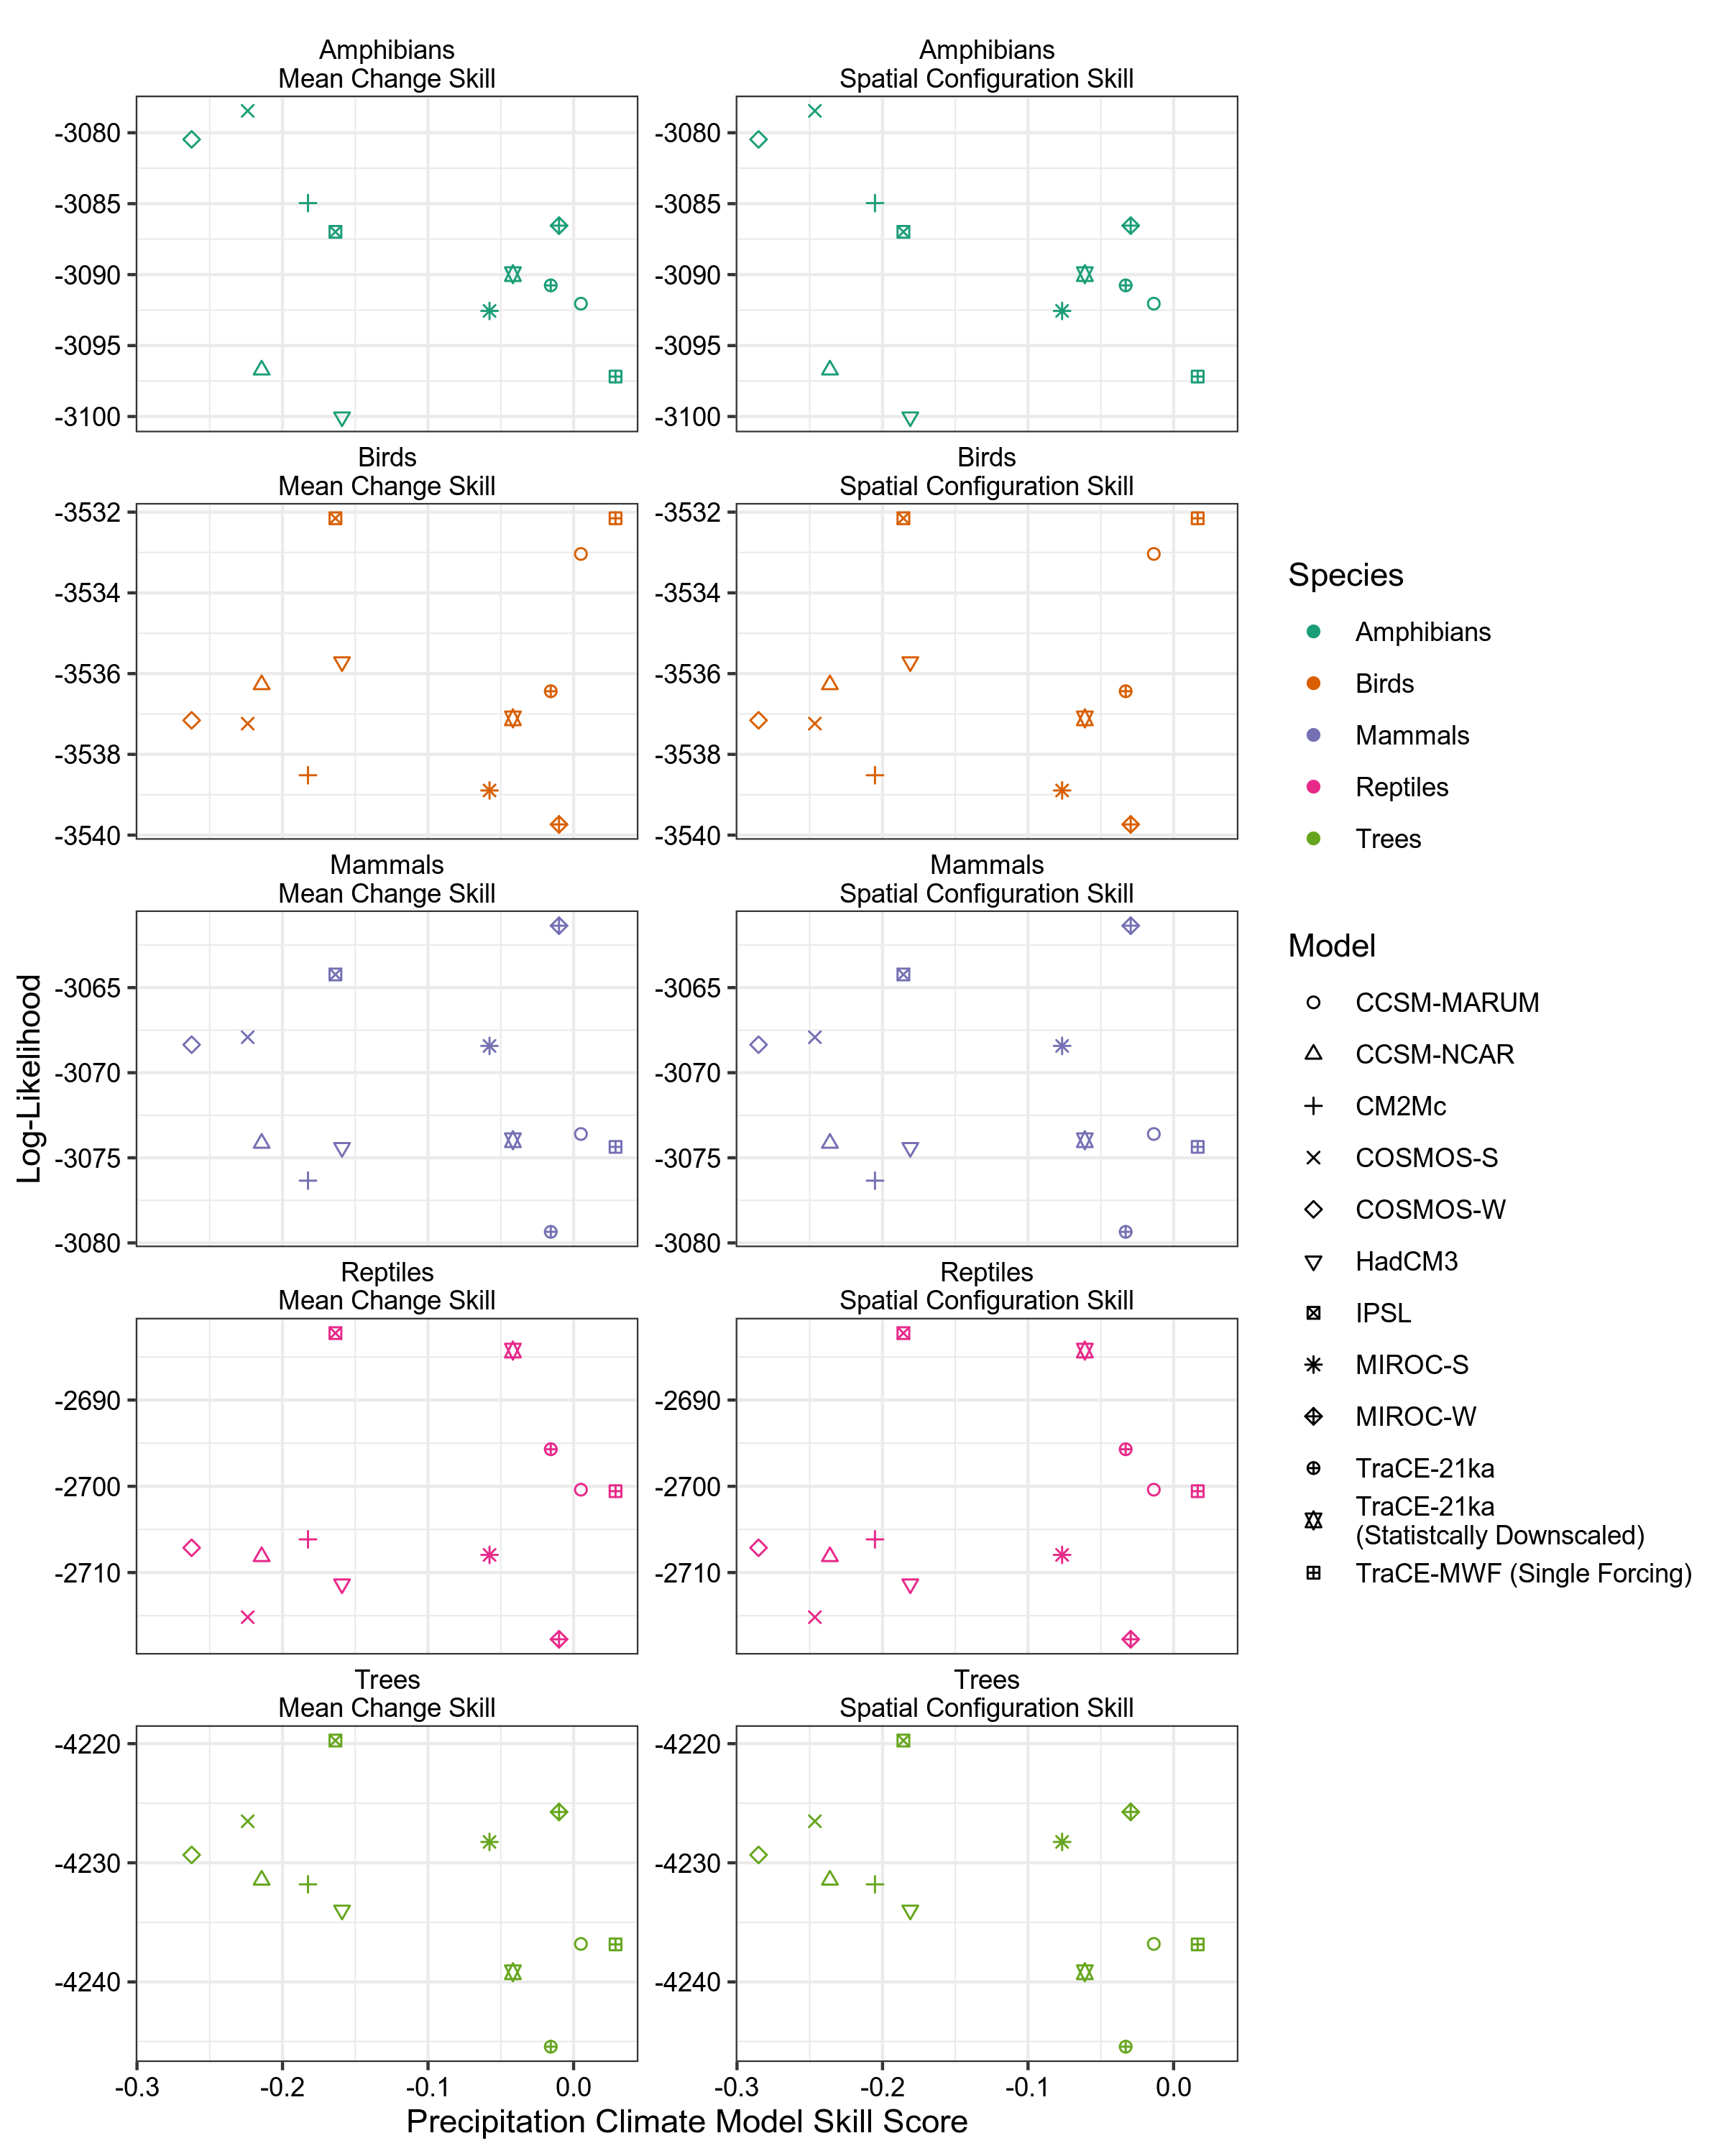 Amphibians
Mean Change Skill
Amphibians
Spatial Configuration Skill
-3080
-3085
-3090
-3095
-3100
-3080
-3085
-3090
-3095
-3100
Birds
Mean Change Skill
Birds
Spatial Configuration Skill
-3532
-3534
-3536
-3538
-3540
-3532
-3534
-3536
-3538
-3540
Mammals
Mean Change Skill
Mammals
Spatial Configuration Skill
-3065
-3070
-3075
-3080
-3065
-3070
-3075
-3080
Reptiles
Mean Change Skill
Reptiles
Spatial Configuration Skill
-2690
-2700
-2710
-2690
-2700
-2710
Trees
Mean Change Skill
Trees
Spatial Configuration Skill
-4220
-4230
-4240
-4220
-4230
-4240
-0.3 -0.2 -0.1 0.0
-0.3 -0.2 -0.1 0.0
Precipitation Climate Model Skill Score
Log-Likelihood
Species
Amphibians
Birds
Mammals
Reptiles
Trees
Model
CCSM-MARUM
CCSM-NCAR
CM2Mc
COSMOS-S
COSMOS-W
HadCM3
IPSL
MIROC-S
MIROC-W
TraCE-21ka
TraCE-21ka
(Statistcally Downscaled)
TraCE-MWF (Single Forcing)